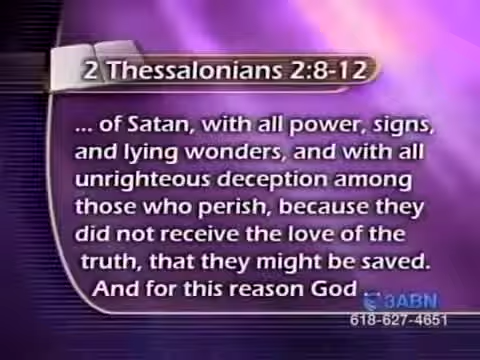 2 Thessalonians 2:8-12
... of Satan, with all power, signs,
and lying wonders, and with all
unrighteous deception among
those who perish, because they
did not receive the love of the
truth, that they might be saved.
And for this reason God ...
3ABN
618-627-4651